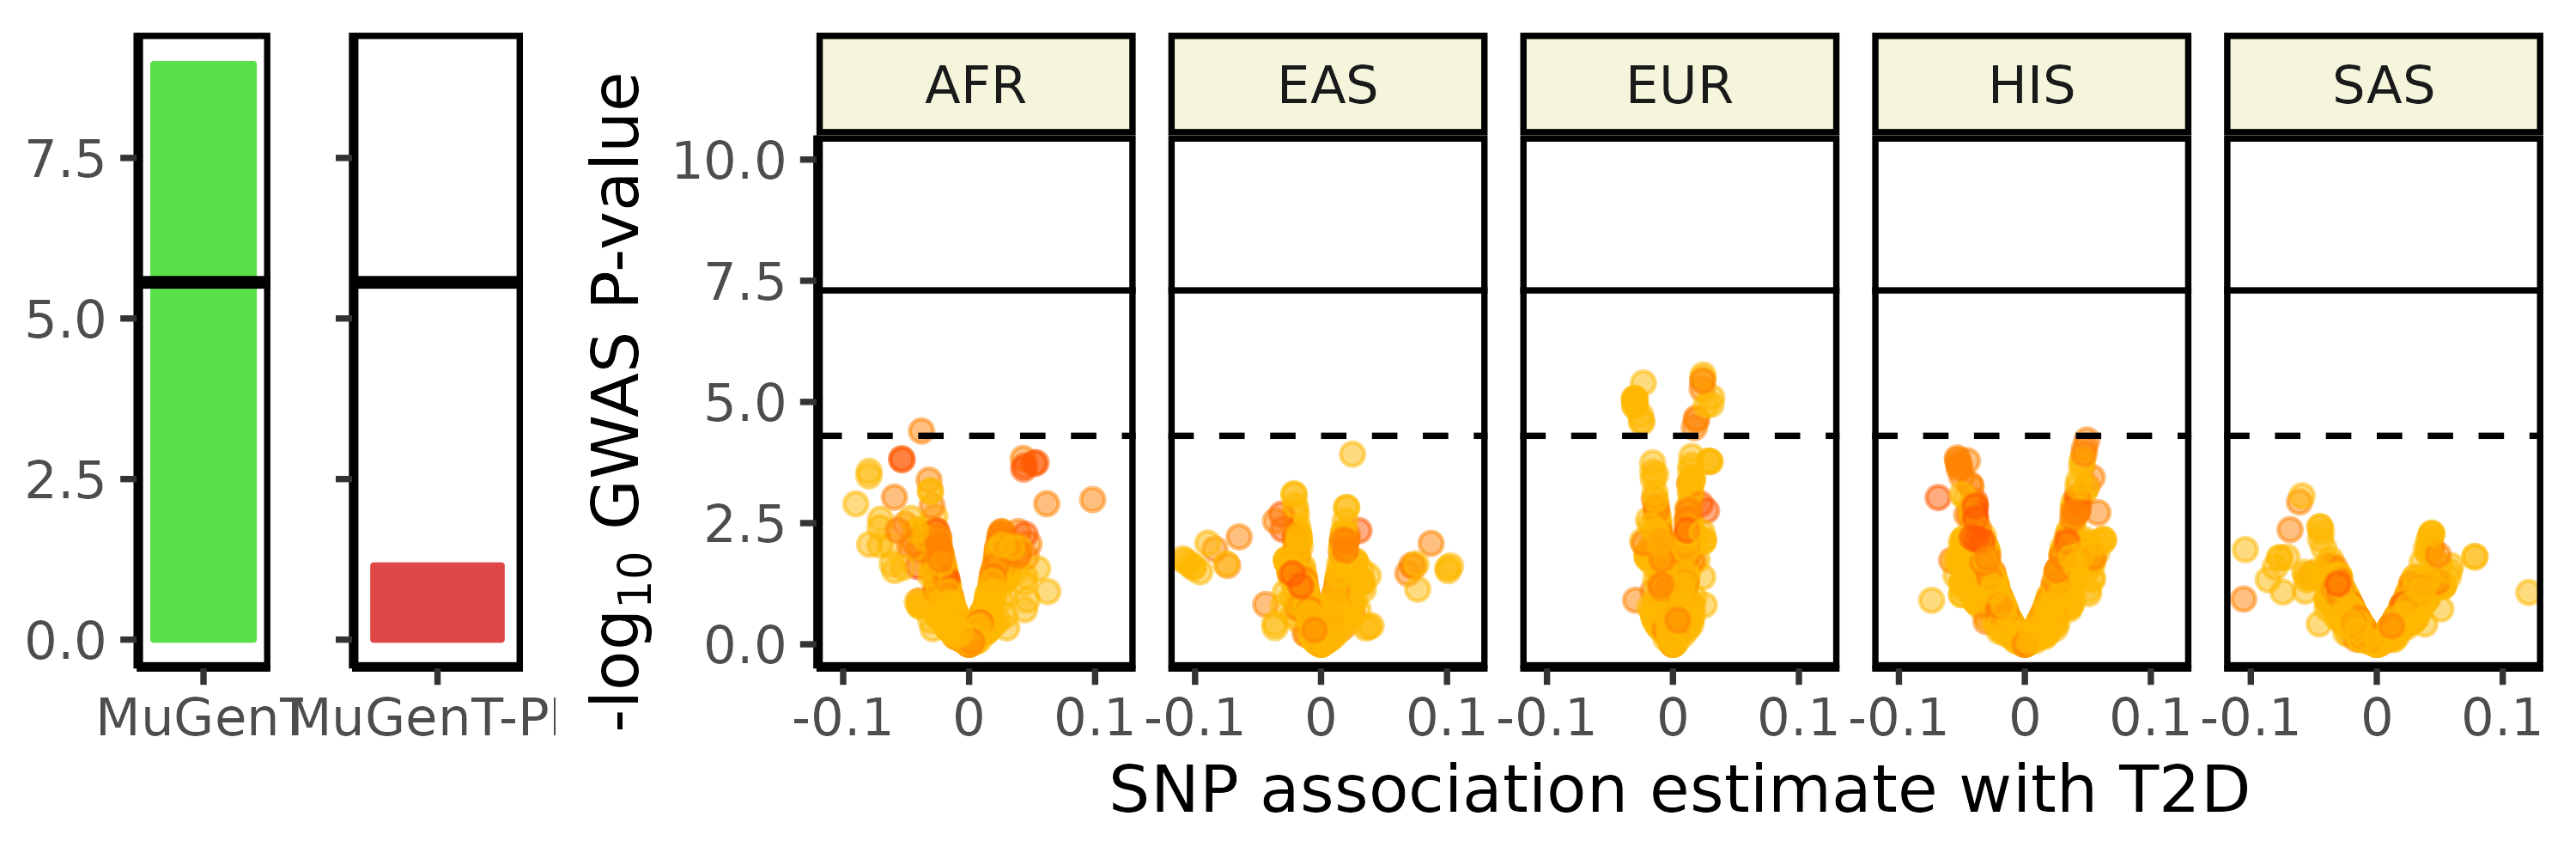 7.5
5.0
2.5
0.0
MuGenT
MuGenT-P
-log10 GWAS P-value
AFR
EAS
EUR
HIS
SAS
10.0
7.5
5.0
2.5
0.0
-0.1 0 0.1
-0.1 0 0.1
-0.1 0 0.1
-0.1 0 0.1
-0.1 0 0.1
SNP association estimate with T2D